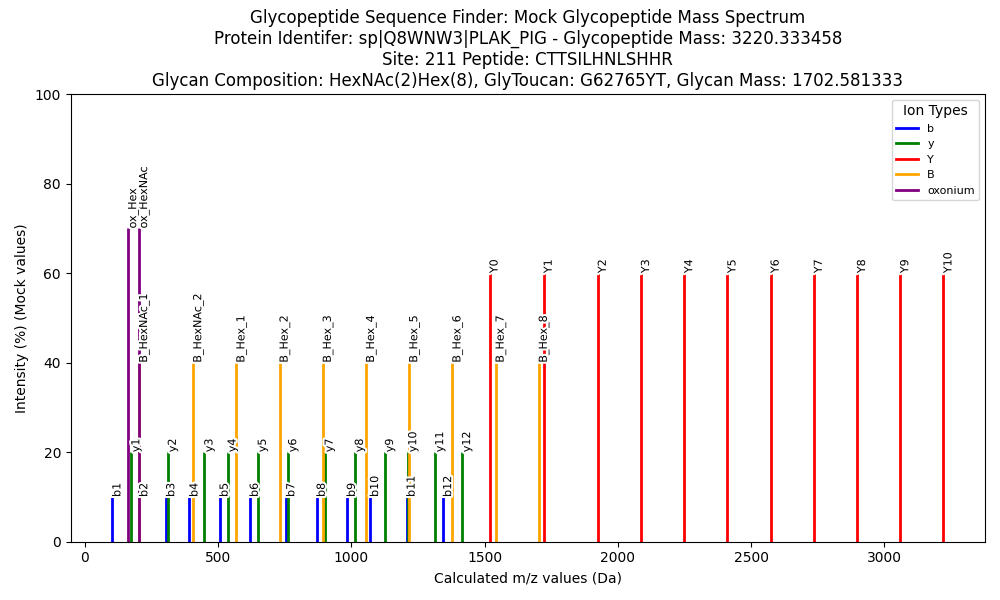 Glycopeptide Sequence Finder: Mock Glycopeptide Mass Spectrum
Protein Identifer: sp|Q8WNW3|PLAK_PIG - Glycopeptide Mass: 3220.333458
Site: 211 Peptide: CTTSILHNLSHHR
Glycan Composition: HexNAc(2)Hex(8), GlyToucan: G62765YT, Glycan Mass: 1702.581333
100
80
60
40
20
0
Intensity (%) (Mock values)
Ion Types
b
y
Y
B
oxonium
ox_Hex
ox_HexNAc
Y0
Y1
Y2
Y3
Y4
Y5
Y6
Y7
Y8
Y9
Y10
B_HexNAc_1
B_HexNAc_2
B_Hex_1
B_Hex_2
B_Hex_3
B_Hex_4
B_Hex_5
B_Hex_6
B_Hex_7
B_Hex_8
y1
y2
y3
y4
y5
y6
y7
y8
y9
y10
y11
y12
b1
b2
b3
b4
b5
b6
b7
b8
b9
b10
b11
b12
0
500
1000
1500
2000
2500
3000
Calculated m/z values (Da)